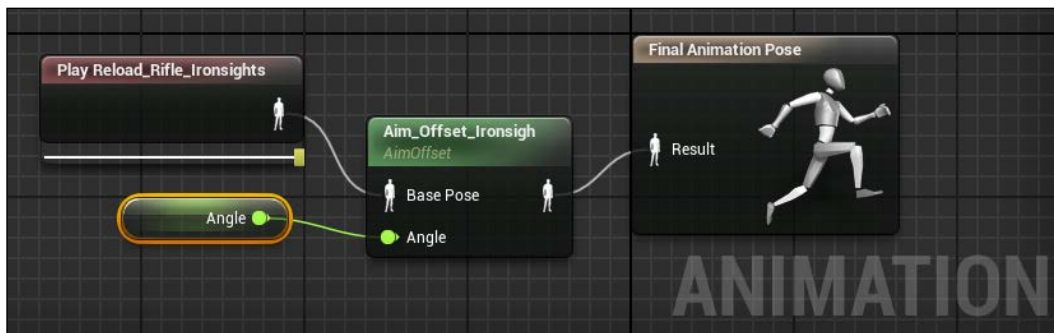 Play Reload_Rifle_Ironsights
Final Animation Pose
Aim_Offset_Ironsigh
AimOffset
Result
Base Pose
Angle
Angle
ANIMATION